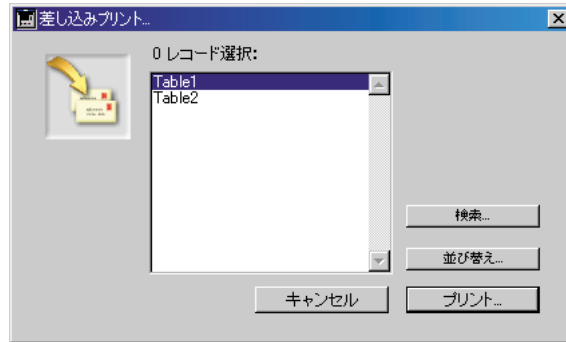 差し込みプリント...
0 レコード選択:
Table1
Table2
検索...
並び替え...
キャンセル
プリント...